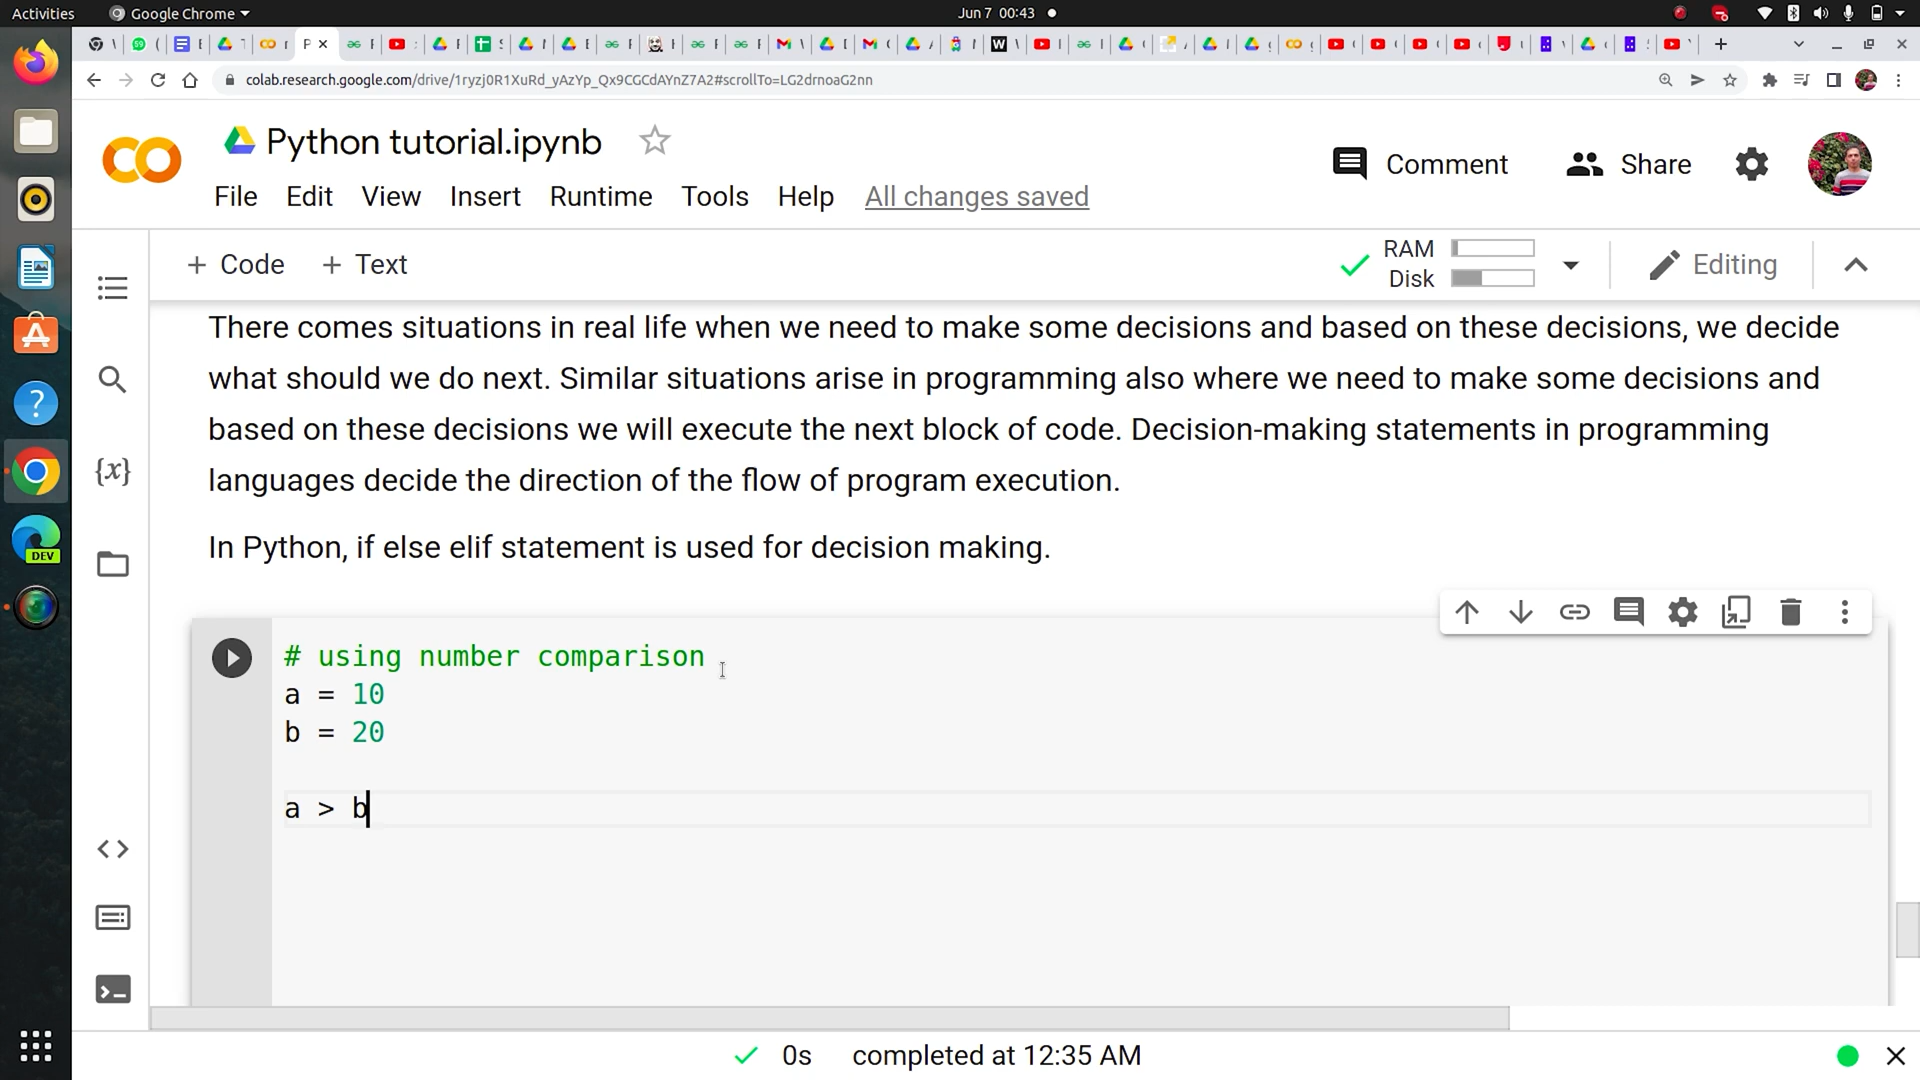 Activities
Google Chrome
Jun 7 00:43
colab.research.google.com/drive/1ryzj0R1XuRd_yAzYp_Qx9CGCdAYnZ7A2#scrollTo=LG2drnoaG2nn
Python tutorial.ipynb
Comment
Share
File Edit View Insert Runtime Tools Help All changes saved
+ Code + Text
RAM
Disk
Editing
There comes situations in real life when we need to make some decisions and based on these decisions, we decide
what should we do next. Similar situations arise in programming also where we need to make some decisions and
based on these decisions we will execute the next block of code. Decision-making statements in programming
languages decide the direction of the flow of program execution.
In Python, if else elif statement is used for decision making.
{x}
DEV
# using number comparison
a = 10
b = 20
a > b
0s completed at 12:35 AM